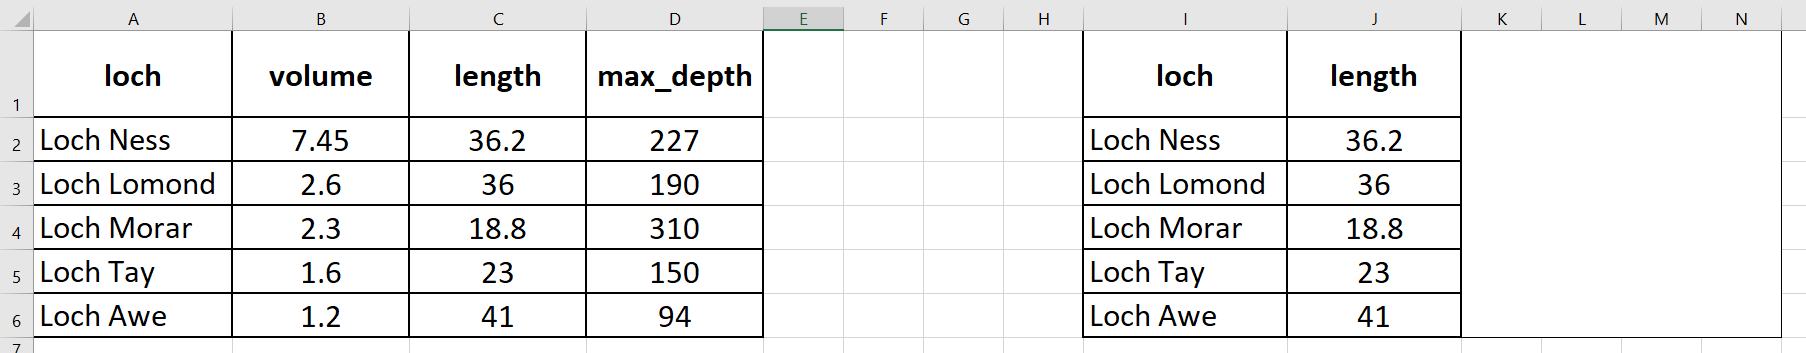 A B C D E F G H I J K L M N
1 loch volume length max_depth loch length
2 Loch Ness 7.45 36.2 227 Loch Ness 36.2
3 Loch Lomond 2.6 36 190 Loch Lomond 36
4 Loch Morar 2.3 18.8 310 Loch Morar 18.8
5 Loch Tay 1.6 23 150 Loch Tay 23
6 Loch Awe 1.2 41 94 Loch Awe 41
7